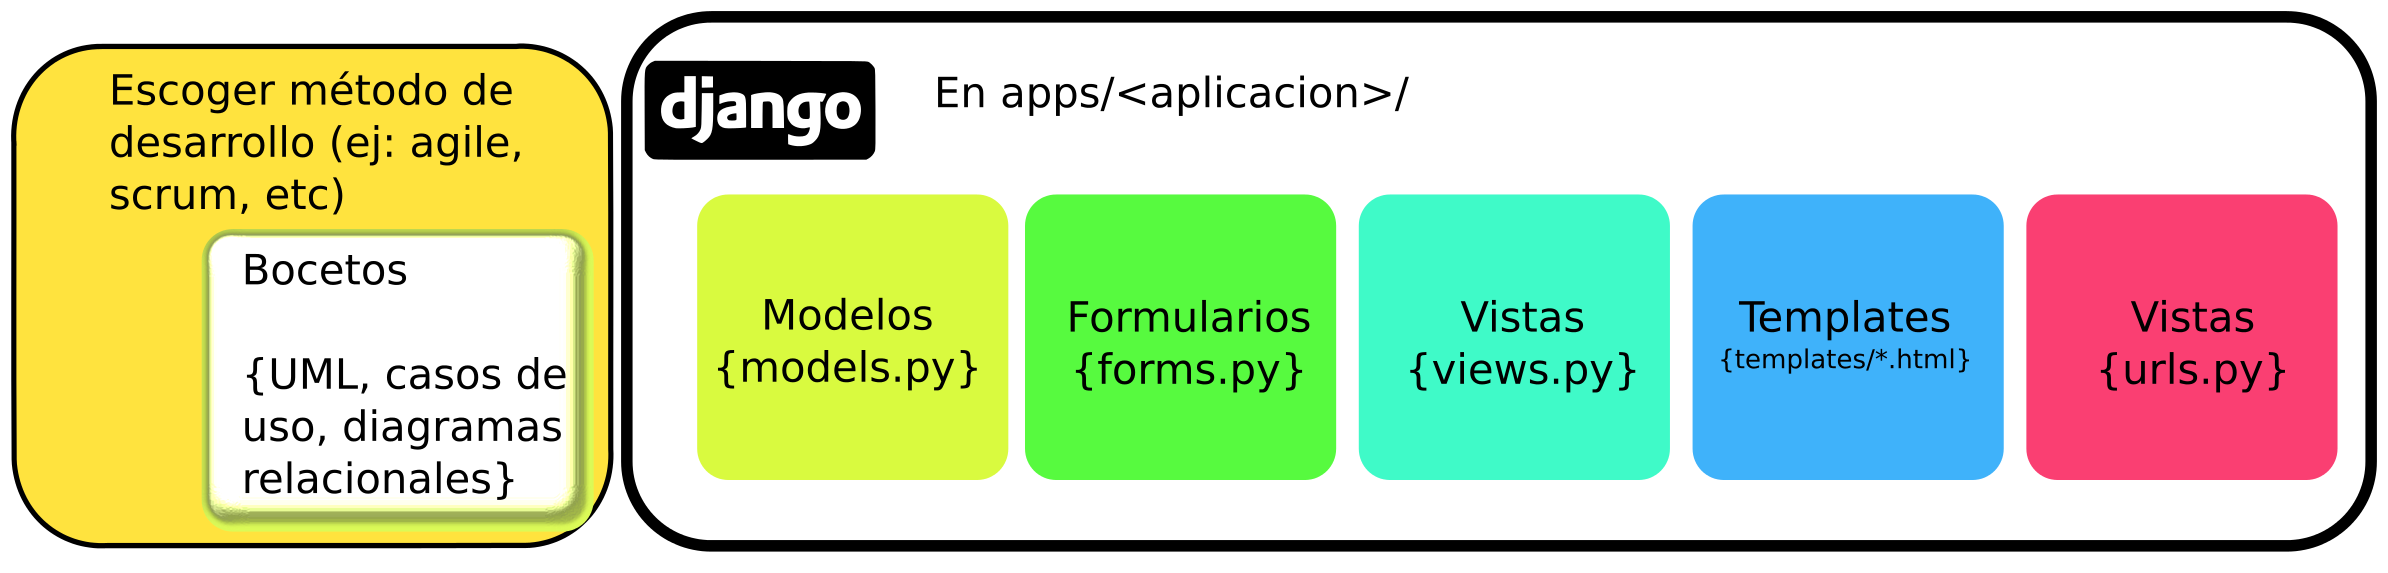 Escoger método de
desarrollo (ej: agile,
scrum, etc)
Bocetos
{UML, casos de
uso, diagramas
relacionales}
django
En apps/<aplicacion>/
Modelos
{models.py}
Formularios
{forms.py}
Vistas
{views.py}
Templates
{templates/*.html}
Vistas
{urls.py}